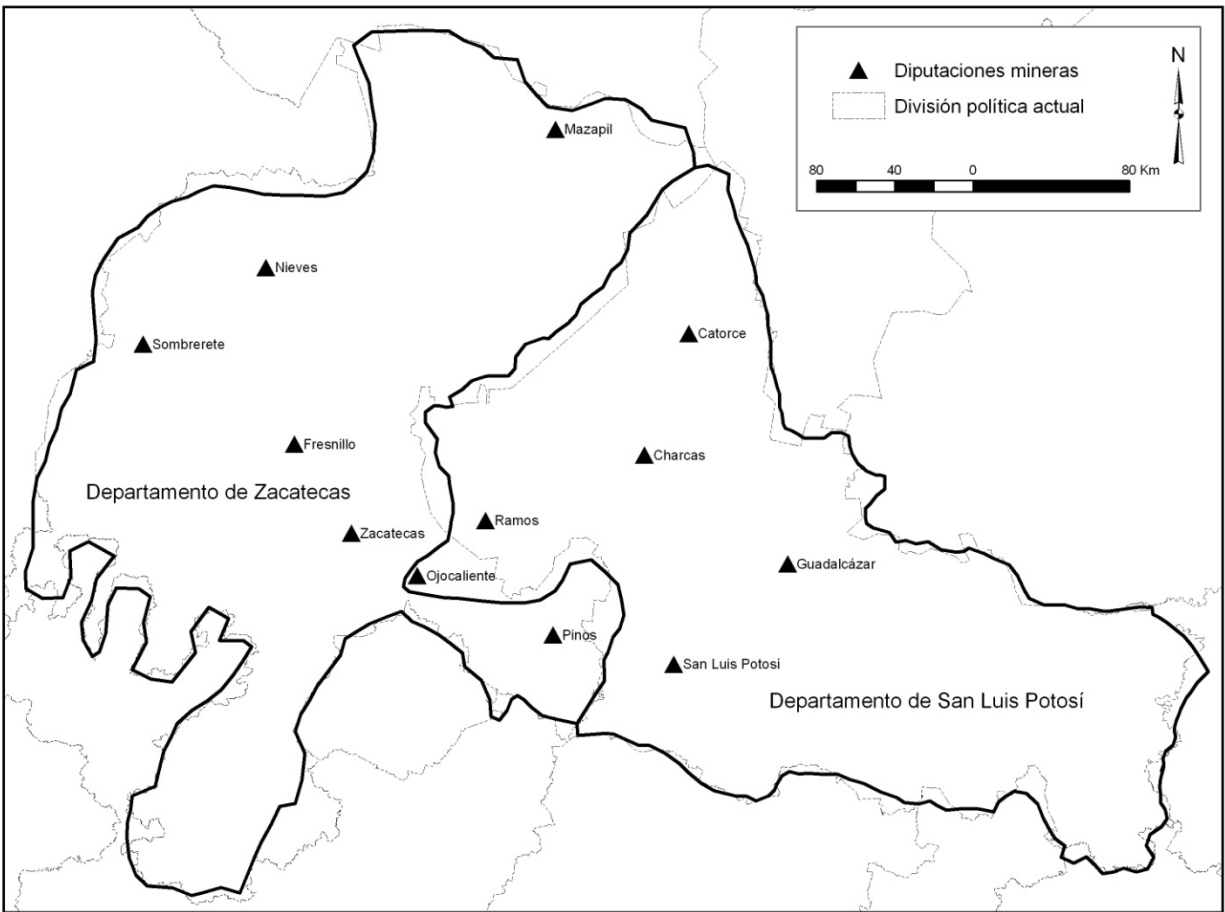 Diputaciones mineras
División política actual
N
80 40 0 80 Km
Mazapil
Nieves
Sombrerete
Catorce
Fresnillo
Charcas
Departamento de Zacatecas
Ramos
Zacatecas
Guadalcázar
Ojocaliente
Pinos
San Luis Potosí
Departamento de San Luis Potosí